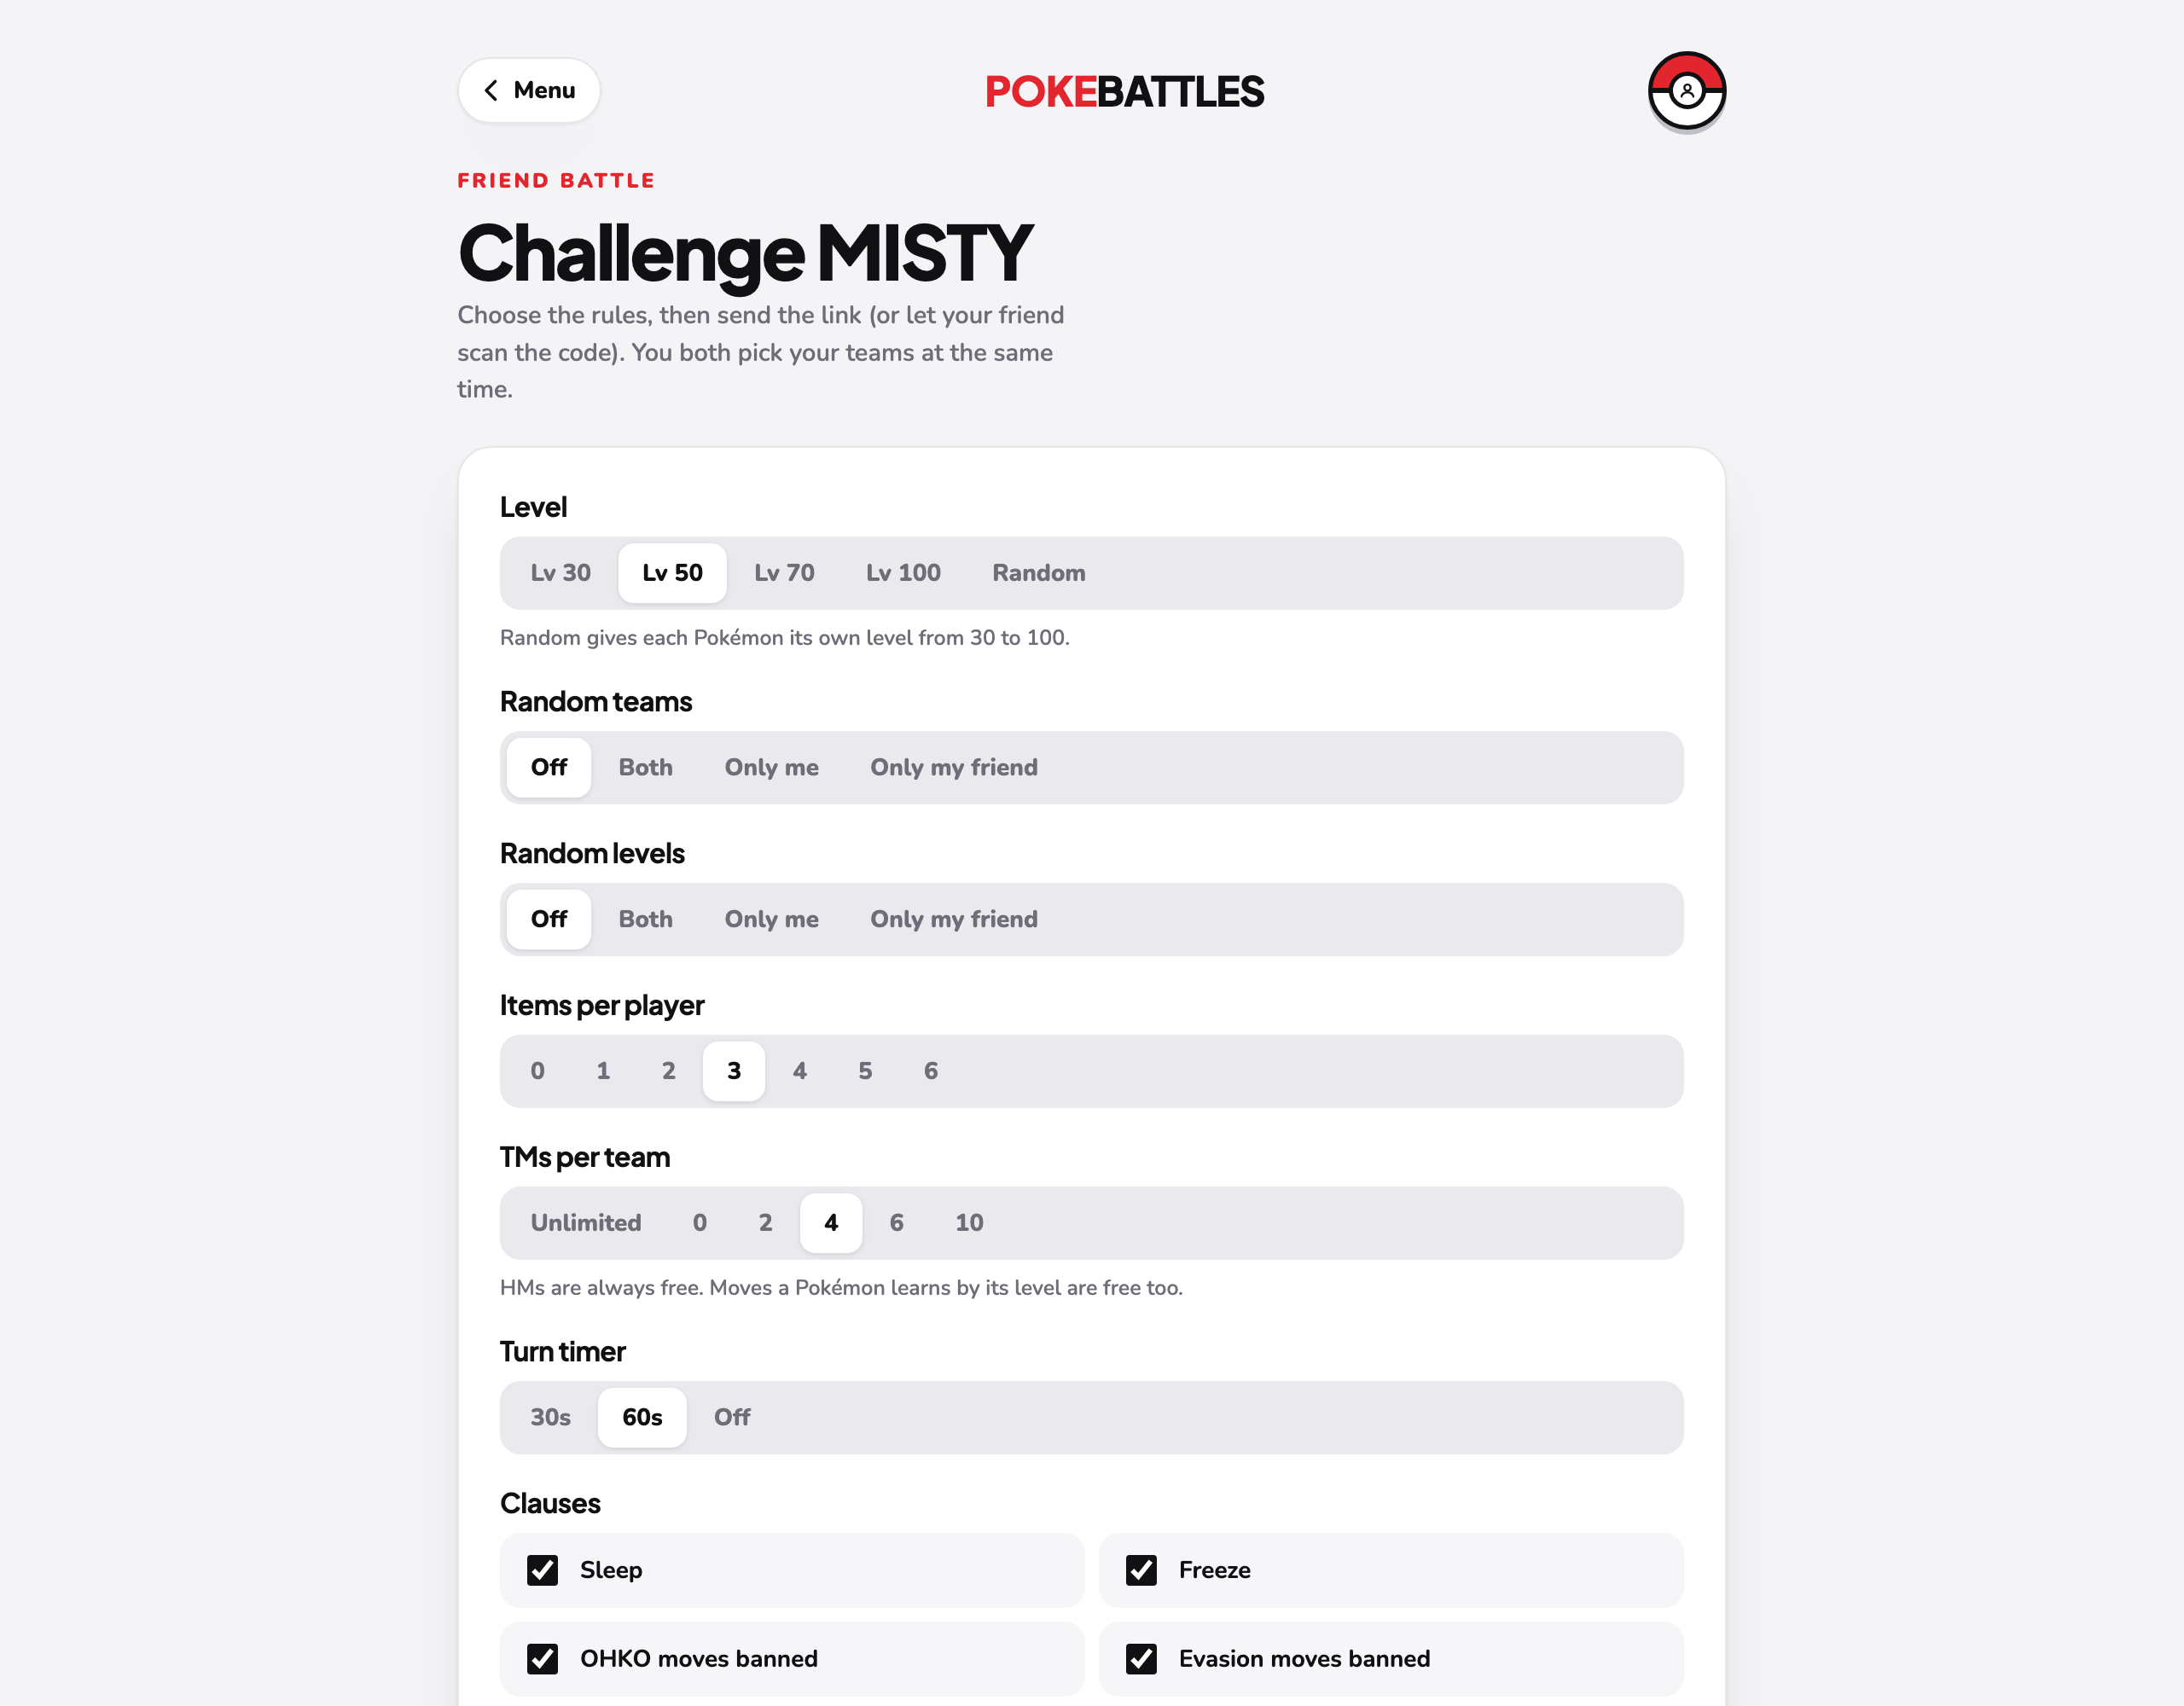 Menu
POKEBATTLES
FRIEND BATTLE
Challenge MISTY
Choose the rules, then send the link (or let your friend
scan the code). You both pick your teams at the same
time.
Level
Lv 30 Lv 50 Lv 70 Lv 100 Random
Random gives each Pokémon its own level from 30 to 100.
Random teams
Off Both Only me Only my friend
Random levels
Off Both Only me Only my friend
Items per player
0 1 2 3 4 5 6
TMs per team
Unlimited 0 2 4 6 10
HMs are always free. Moves a Pokémon learns by its level are free too.
Turn timer
30s 60s Off
Clauses
Sleep Freeze
OHKO moves banned Evasion moves banned